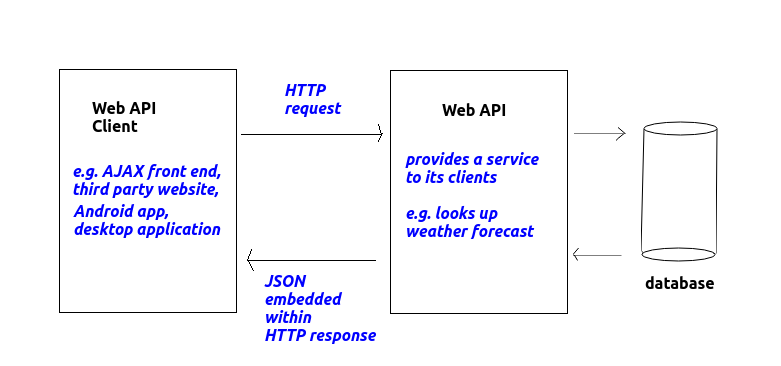 Web API
Client
e.g. AJAX front end,
third party website,
Android app,
desktop application
HTTP
request
JSON
embedded
within
HTTP response
Web API
provides a service
to its clients
e.g. looks up
weather forecast
database